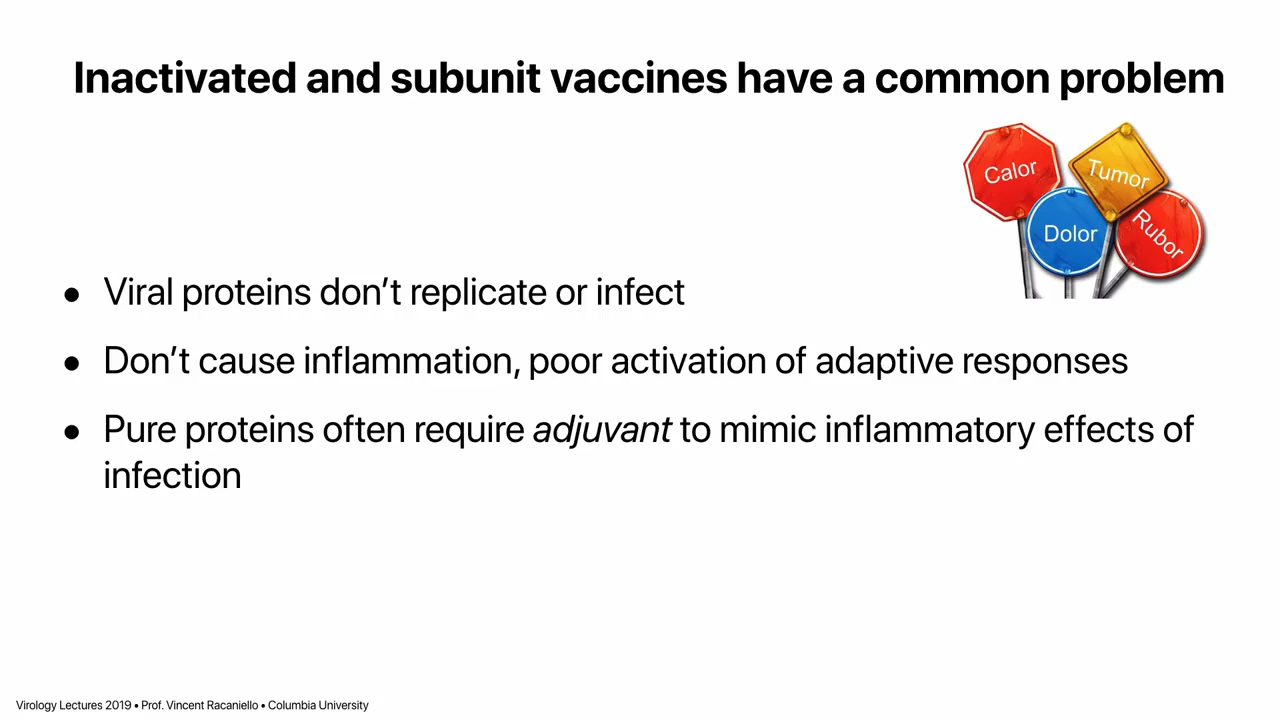 Inactivated and subunit vaccines have a common problem
Calor
Tumor
Dolor
Rubor
• Viral proteins don’t replicate or infect
• Don’t cause inflammation, poor activation of adaptive responses
• Pure proteins often require adjuvant to mimic inflammatory effects of
infection
Virology Lectures 2019 • Prof. Vincent Racaniello • Columbia University